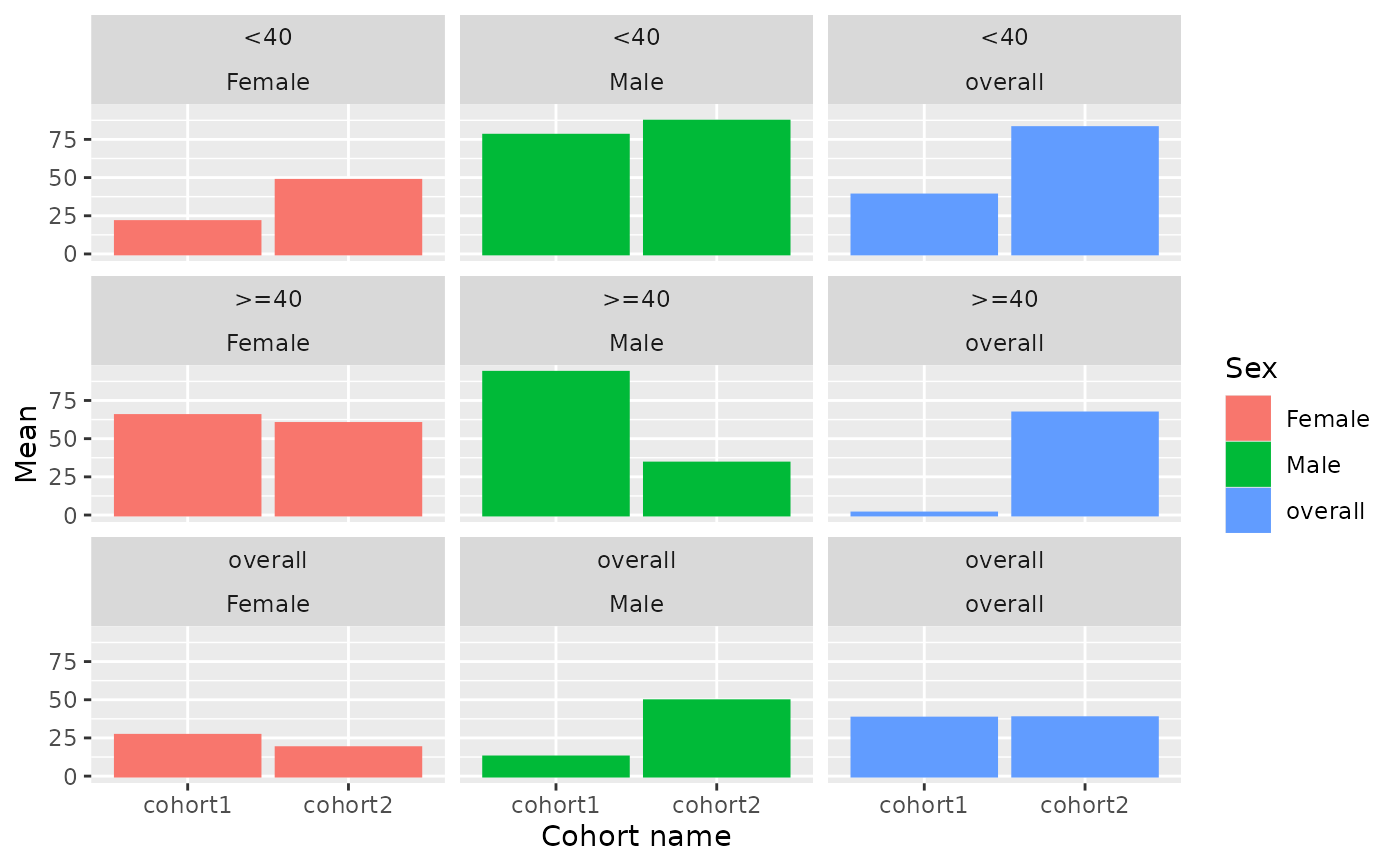 <40 <40 <40
Female Male overall
75
50
25
0
>=40 >=40 >=40
Female Male overall
75
50
25
0
overall overall overall
Female Male overall
75
50
25
0
cohort1 cohort2 cohort1 cohort2 cohort1 cohort2
Cohort name
Mean
Sex
Female
Male
overall